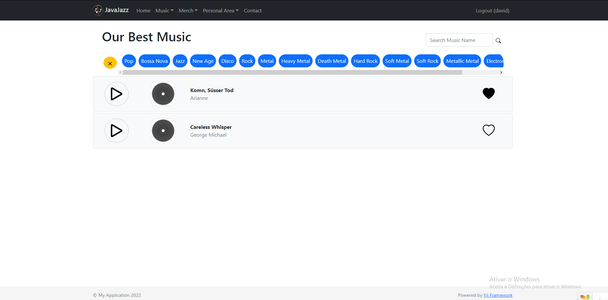 JavaJazz Home Music Merch Personal Area Contact Logout (david)
Our Best Music
Search Music Name
Pop Bossa Nova Jazz New Age Disco Rock Metal Heavy Metal Death Metal Hard Rock Soft Metal Soft Rock Metallic Metal Electron
Komn, Süsser Tod
Arianne
Careless Whisper
George Michael
Ativar o Windows
Aceda a Definições para ativar o Windows.
© My Application 2022 Powered by Yii Framework